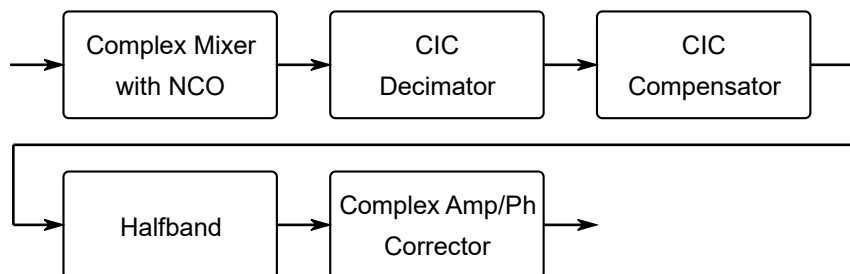 Complex Mixer
with NCO
CIC
Decimator
CIC
Compensator
Halfband
Complex Amp/Ph
Corrector